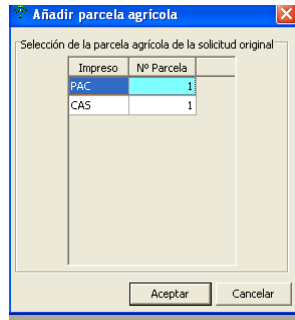 Añadir parcela agrícola
Selección de la parcela agrícola de la solicitud original
Impreso Nº Parcela
PAC 1
CAS 1
Aceptar Cancelar